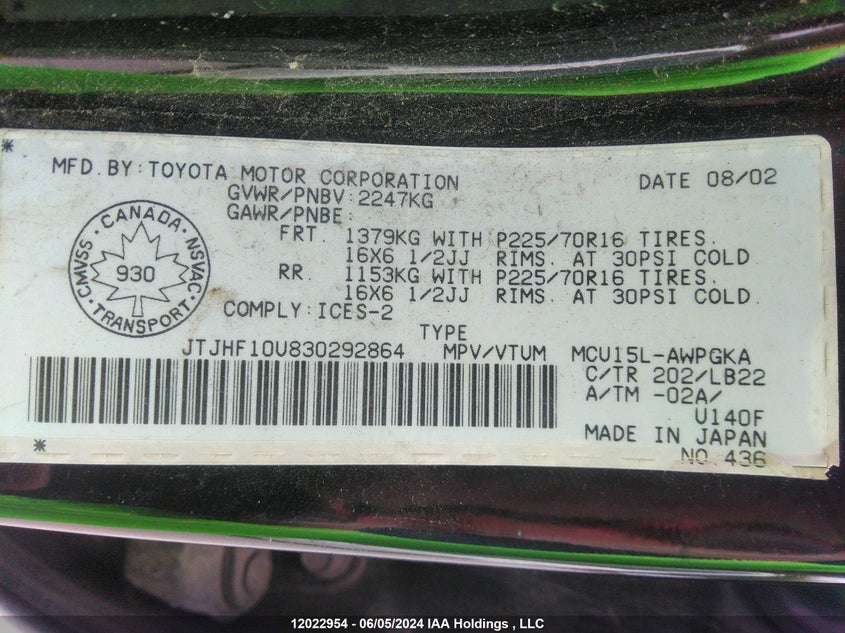 *
MFD.BY:TOYOTA MOTOR CORPORATION DATE 08/02
GVWR/PNBV:2247KG
GAWR/PNBE:
FRT. 1379KG WITH P225/70R16 TIRES.
16X6 1/2JJ RIMS. AT 30PSI COLD.
RR. 1153KG WITH P225/70R16 TIRES.
16X6 1/2JJ RIMS. AT 30PSI COLD.
CANADA
CMVSS 930 NSVAC
TRANSPORT
COMPLY:ICES-2
TYPE
JTJHF10U830292864 MPV/VTUM MCU15L-AWPGKA
C/TR 202/LB22
A/TM -02A/
U140F
MADE IN JAPAN
* NO.436
12022954 - 06/05/2024 IAA Holdings , LLC